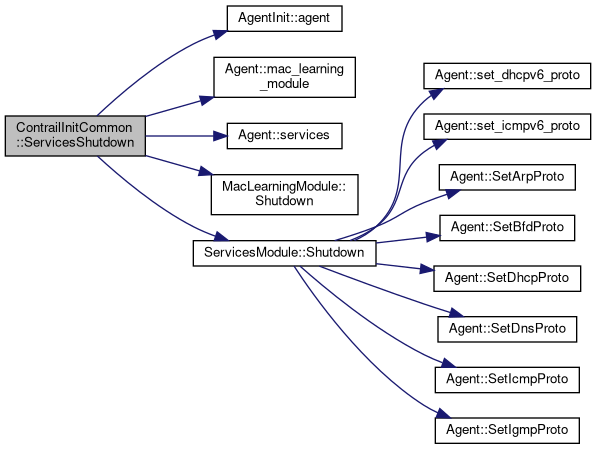 ContrailInitCommon
::ServicesShutdown
AgentInit::agent
Agent::mac_learning
_module
Agent::services
MacLearningModule::
Shutdown
ServicesModule::Shutdown
Agent::set_dhcpv6_proto
Agent::set_icmpv6_proto
Agent::SetArpProto
Agent::SetBfdProto
Agent::SetDhcpProto
Agent::SetDnsProto
Agent::SetIcmpProto
Agent::SetIgmpProto